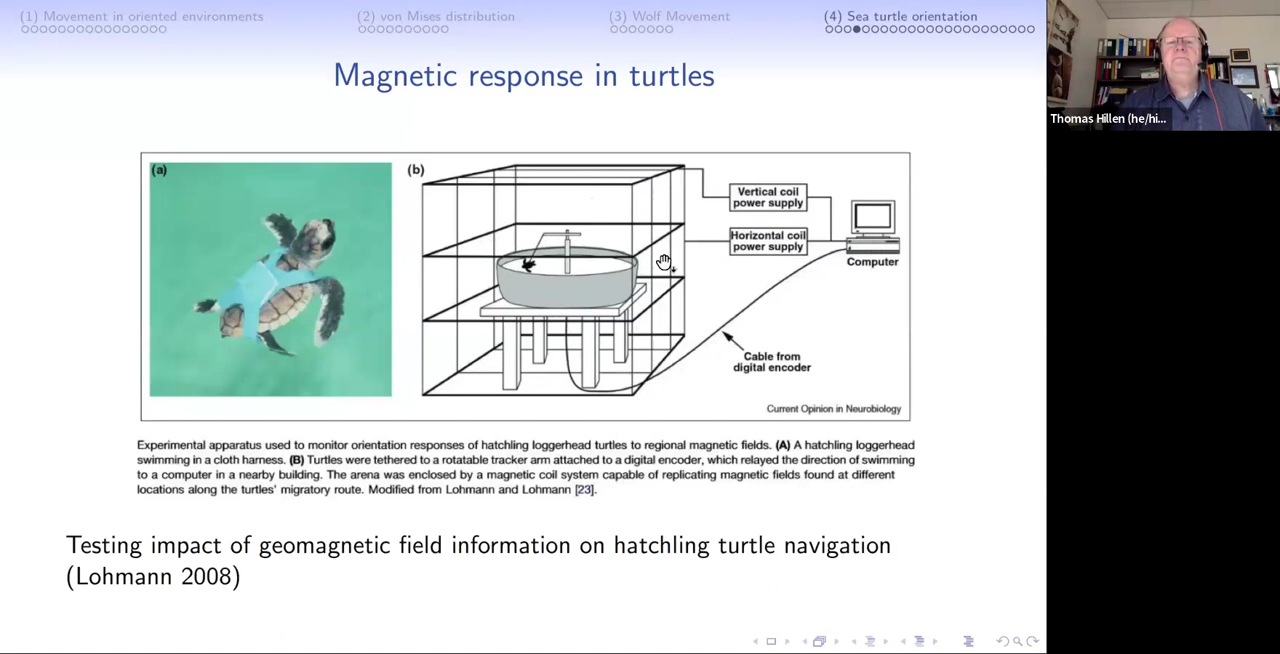 (1) Movement in oriented environments
(2) von Mises distribution
(3) Wolf Movement
(4) Sea turtle orientation
Magnetic response in turtles
Thomas Hillen (he/hi...
(a)
(b)
Vertical coil
power supply
Horizontal coil
power supply
Computer
Cable from
digital encoder
Current Opinion in Neurobiology
Experimental apparatus used to monitor orientation responses of hatchling loggerhead turtles to regional magnetic fields. (A) A hatchling loggerhead
swimming in a cloth harness. (B) Turtles were tethered to a rotatable tracker arm attached to a digital encoder, which relayed the direction of swimming
to a computer in a nearby building. The arena was enclosed by a magnetic coil system capable of replicating magnetic fields found at different
locations along the turtles' migratory route. Modified from Lohmann and Lohmann [23].
Testing impact of geomagnetic field information on hatchling turtle navigation
(Lohmann 2008)